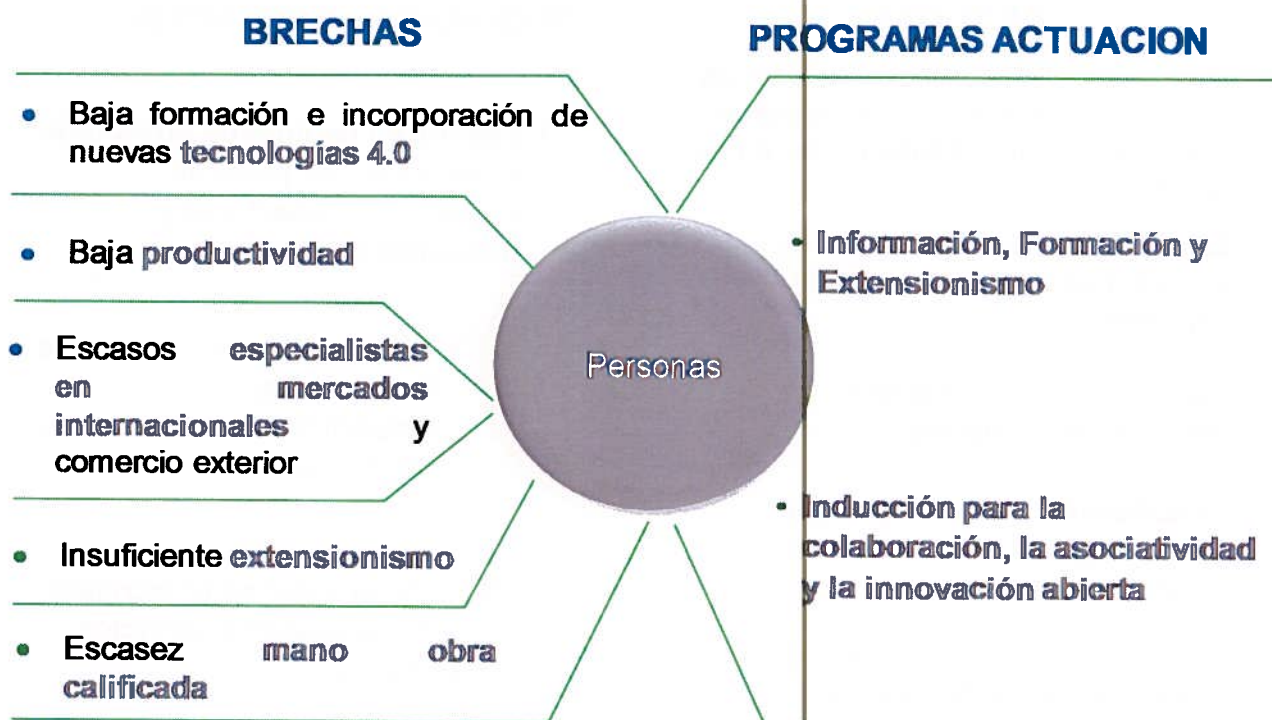 BRECHAS
• Baja formación e incorporación de
nuevas tecnologías 4.0
• Baja productividad
• Escasos especialistas
en mercados
internacionales y
comercio exterior
• Insuficiente extensionismo
• Escasez mano obra
calificada
Personas
PROGRAMAS ACTUACION
• Información, Formación y
Extensionismo
• Inducción para la
colaboración, la asociatividad
y la innovación abierta